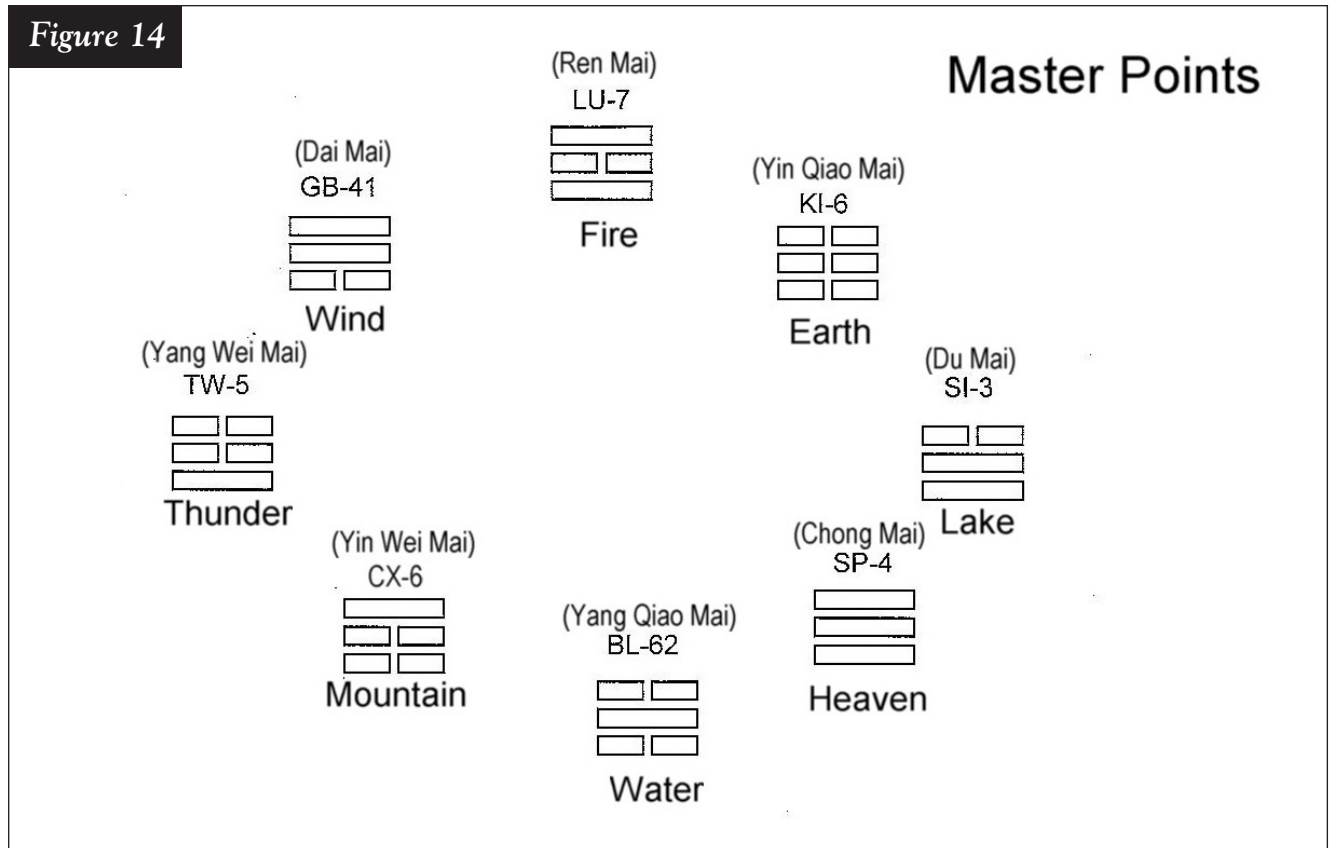 Figure 14
Master Points
(Ren Mai)
LU-7
Fire
(Dai Mai)
GB-41
Wind
(Yin Qiao Mai)
KI-6
Earth
(Yang Wei Mai)
TW-5
Thunder
(Du Mai)
SI-3
Lake
(Yin Wei Mai)
CX-6
Mountain
(Chong Mai)
SP-4
Heaven
(Yang Qiao Mai)
BL-62
Water